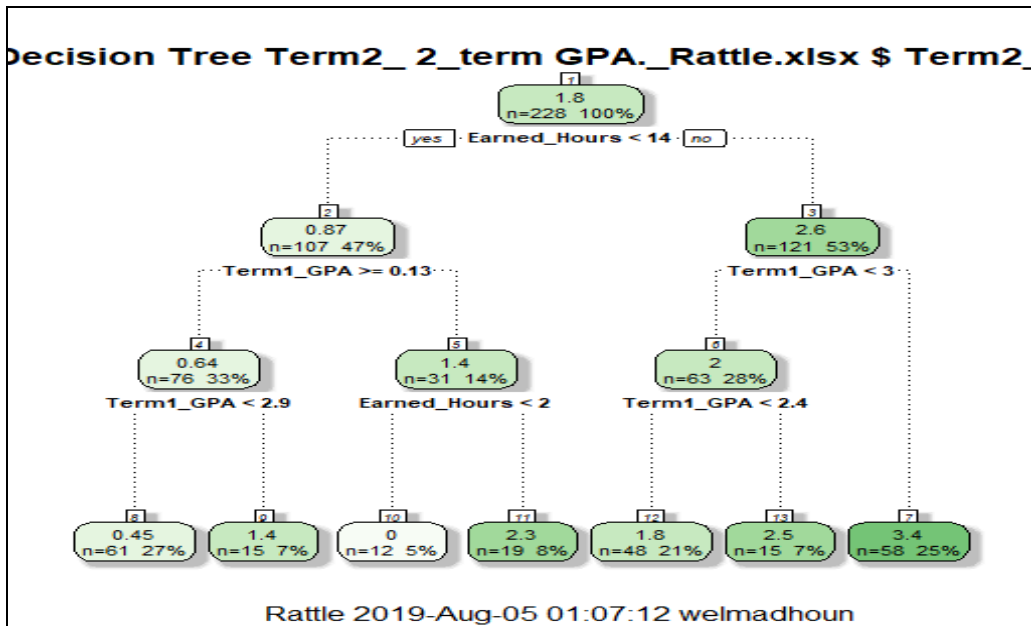 Decision Tree Term2_ 2_term GPA._Rattle.xlsx $ Term2_
1
1.8
n=228 100%
yes Earned_Hours < 14 no
2
0.87
n=107 47%
3
2.6
n=121 53%
Term1_GPA >= 0.13
Term1_GPA < 3
4
0.64
n=76 33%
5
1.4
n=31 14%
6
2
n=63 28%
Term1_GPA < 2.9
Earned_Hours < 2
Term1_GPA < 2.4
8
0.45
n=61 27%
9
1.4
n=15 7%
10
0
n=12 5%
11
2.3
n=19 8%
12
1.8
n=48 21%
13
2.5
n=15 7%
7
3.4
n=58 25%
Rattle 2019-Aug-05 01:07:12 welmadhoun